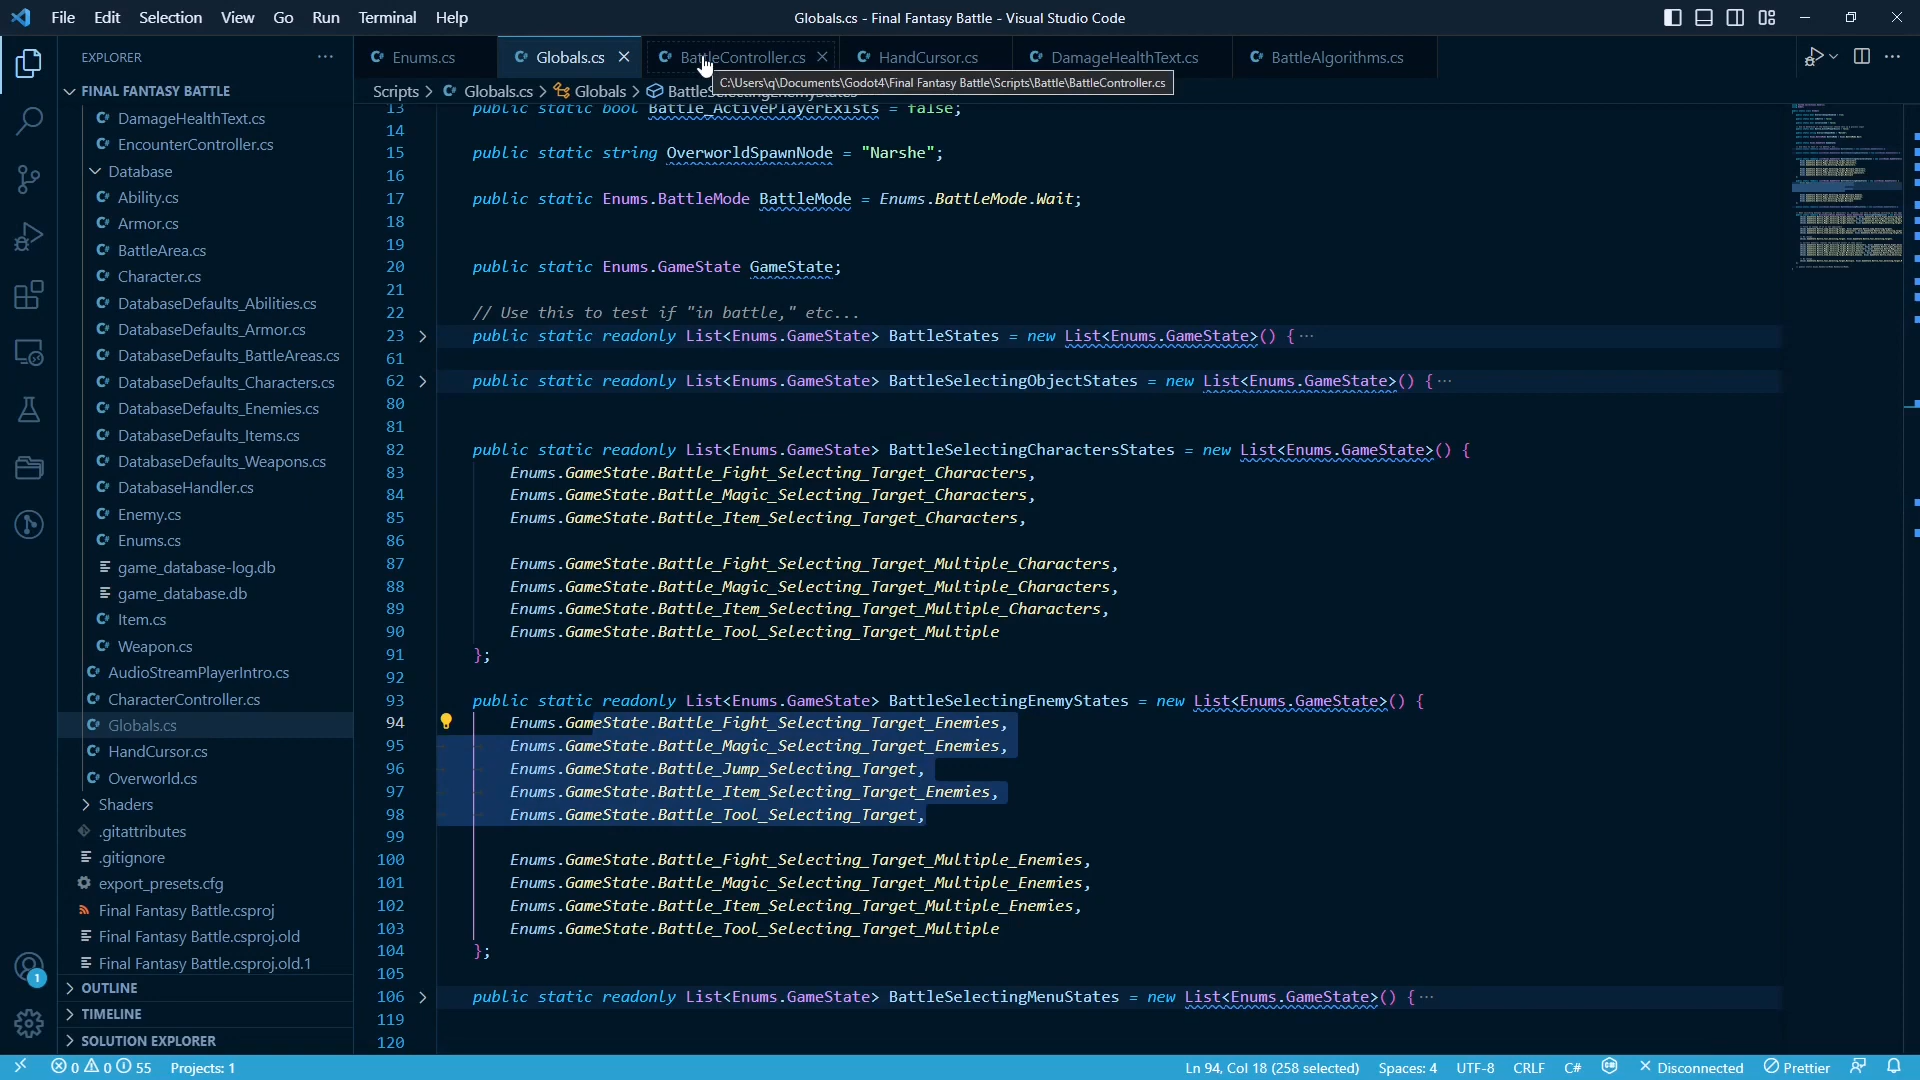 File Edit Selection View Go Run Terminal Help
Globals.cs - Final Fantasy Battle - Visual Studio Code
EXPLORER
Enums.cs
Globals.cs
BattleController.cs
HandCursor.cs
DamageHealthText.cs
BattleAlgorithms.cs
C:\Users\q\Documents\Godot4\Final Fantasy Battle\Scripts\Battle\BattleController.cs
Scripts > Globals.cs > Globals > BattleSelectingEnemyStates
FINAL FANTASY BATTLE
DamageHealthText.cs
EncounterController.cs
Database
Ability.cs
Armor.cs
BattleArea.cs
Character.cs
DatabaseDefaults_Abilities.cs
DatabaseDefaults_Armor.cs
DatabaseDefaults_BattleAreas.cs
DatabaseDefaults_Characters.cs
DatabaseDefaults_Enemies.cs
DatabaseDefaults_Items.cs
DatabaseDefaults_Weapons.cs
DatabaseHandler.cs
Enemy.cs
Enums.cs
game_database-log.db
game_database.db
Item.cs
Weapon.cs
AudioStreamPlayerIntro.cs
CharacterController.cs
Globals.cs
HandCursor.cs
Overworld.cs
Shaders
.gitattributes
.gitignore
export_presets.cfg
Final Fantasy Battle.csproj
Final Fantasy Battle.csproj.old
Final Fantasy Battle.csproj.old.1
OUTLINE
TIMELINE
SOLUTION EXPLORER
13 public static bool Battle_ActivePlayerExists = false;
14
15 public static string OverworldSpawnNode = "Narshe";
16
17 public static Enums.BattleMode BattleMode = Enums.BattleMode.Wait;
18
19
20 public static Enums.GameState GameState;
21
22 // Use this to test if "in battle," etc...
23 public static readonly List<Enums.GameState> BattleStates = new List<Enums.GameState>() {...
61
62 public static readonly List<Enums.GameState> BattleSelectingObjectStates = new List<Enums.GameState>() {...
80
81
82 public static readonly List<Enums.GameState> BattleSelectingCharactersStates = new List<Enums.GameState>() {
83 Enums.GameState.Battle_Fight_Selecting_Target_Characters,
84 Enums.GameState.Battle_Magic_Selecting_Target_Characters,
85 Enums.GameState.Battle_Item_Selecting_Target_Characters,
86
87 Enums.GameState.Battle_Fight_Selecting_Target_Multiple_Characters,
88 Enums.GameState.Battle_Magic_Selecting_Target_Multiple_Characters,
89 Enums.GameState.Battle_Item_Selecting_Target_Multiple_Characters,
90 Enums.GameState.Battle_Tool_Selecting_Target_Multiple
91 };
92
93 public static readonly List<Enums.GameState> BattleSelectingEnemyStates = new List<Enums.GameState>() {
94 Enums.GameState.Battle_Fight_Selecting_Target_Enemies,
95 Enums.GameState.Battle_Magic_Selecting_Target_Enemies,
96 Enums.GameState.Battle_Jump_Selecting_Target,
97 Enums.GameState.Battle_Item_Selecting_Target_Enemies,
98 Enums.GameState.Battle_Tool_Selecting_Target,
99
100 Enums.GameState.Battle_Fight_Selecting_Target_Multiple_Enemies,
101 Enums.GameState.Battle_Magic_Selecting_Target_Multiple_Enemies,
102 Enums.GameState.Battle_Item_Selecting_Target_Multiple_Enemies,
103 Enums.GameState.Battle_Tool_Selecting_Target_Multiple
104 };
105
106 public static readonly List<Enums.GameState> BattleSelectingMenuStates = new List<Enums.GameState>() {...
119
120
1
0 0 55 Projects: 1
Ln 94, Col 18 (258 selected) Spaces: 4 UTF-8 CRLF C# Disconnected Prettier